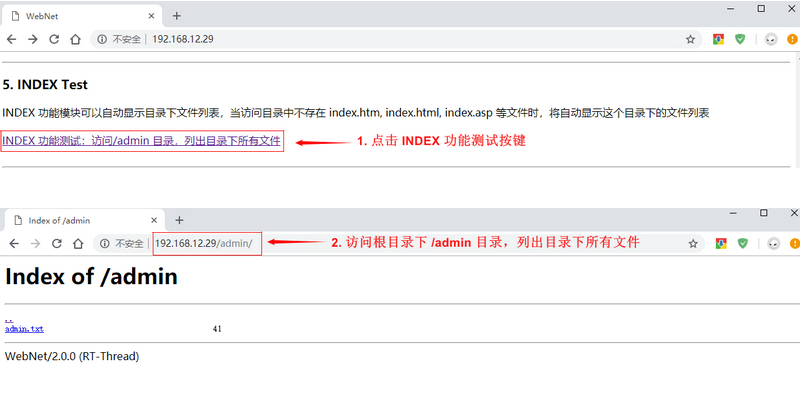 WebNet
不安全 192.168.12.29
5. INDEX Test
INDEX 功能模块可以自动显示目录下文件列表，当访问目录中不存在 index.htm, index.html, index.asp 等文件时，将自动显示这个目录下的文件列表
INDEX 功能测试：访问/admin 目录，列出目录下所有文件
1. 点击 INDEX 功能测试按键
Index of /admin
不安全 192.168.12.29/admin/
2. 访问根目录下 /admin 目录，列出目录下所有文件
Index of /admin
..
admin.txt 41
WebNet/2.0.0 (RT-Thread)